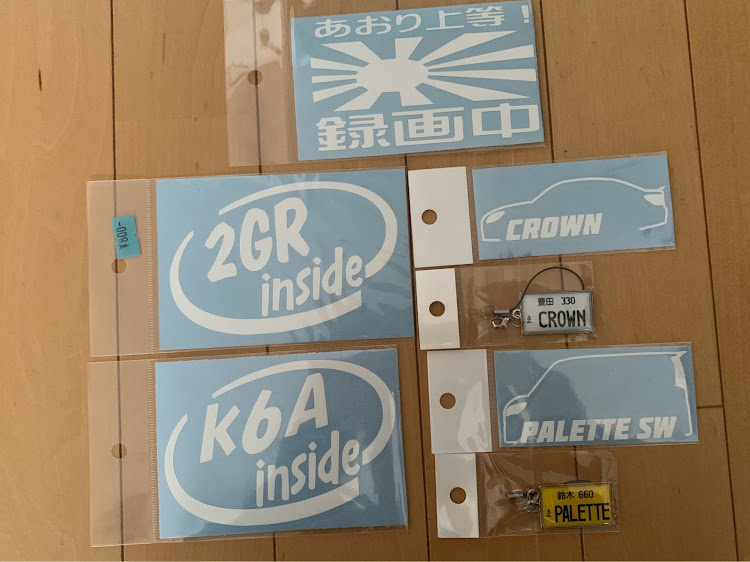 あおり上等!
録画中
¥600-
2GR
inside
CROWN
豊田 330
CROWN
K6A
inside
PALETTE SW
鈴木 660
PALETTE